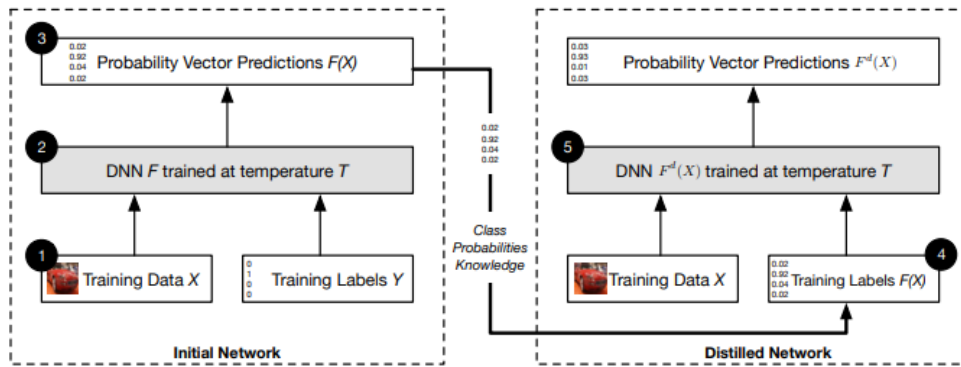 3
0.02
0.92
0.04
0.02
Probability Vector Predictions F(X)
2
DNN F trained at temperature T
1
Training Data X
0
1
0
0
Training Labels Y
Initial Network
0.02
0.92
0.04
0.02
Class
Probabilities
Knowledge
0.03
0.93
0.01
0.03
Probability Vector Predictions Fᵈ(X)
5
DNN Fᵈ(X) trained at temperature T
Training Data X
4
0.02
0.92
0.04
0.02
Training Labels F(X)
Distilled Network